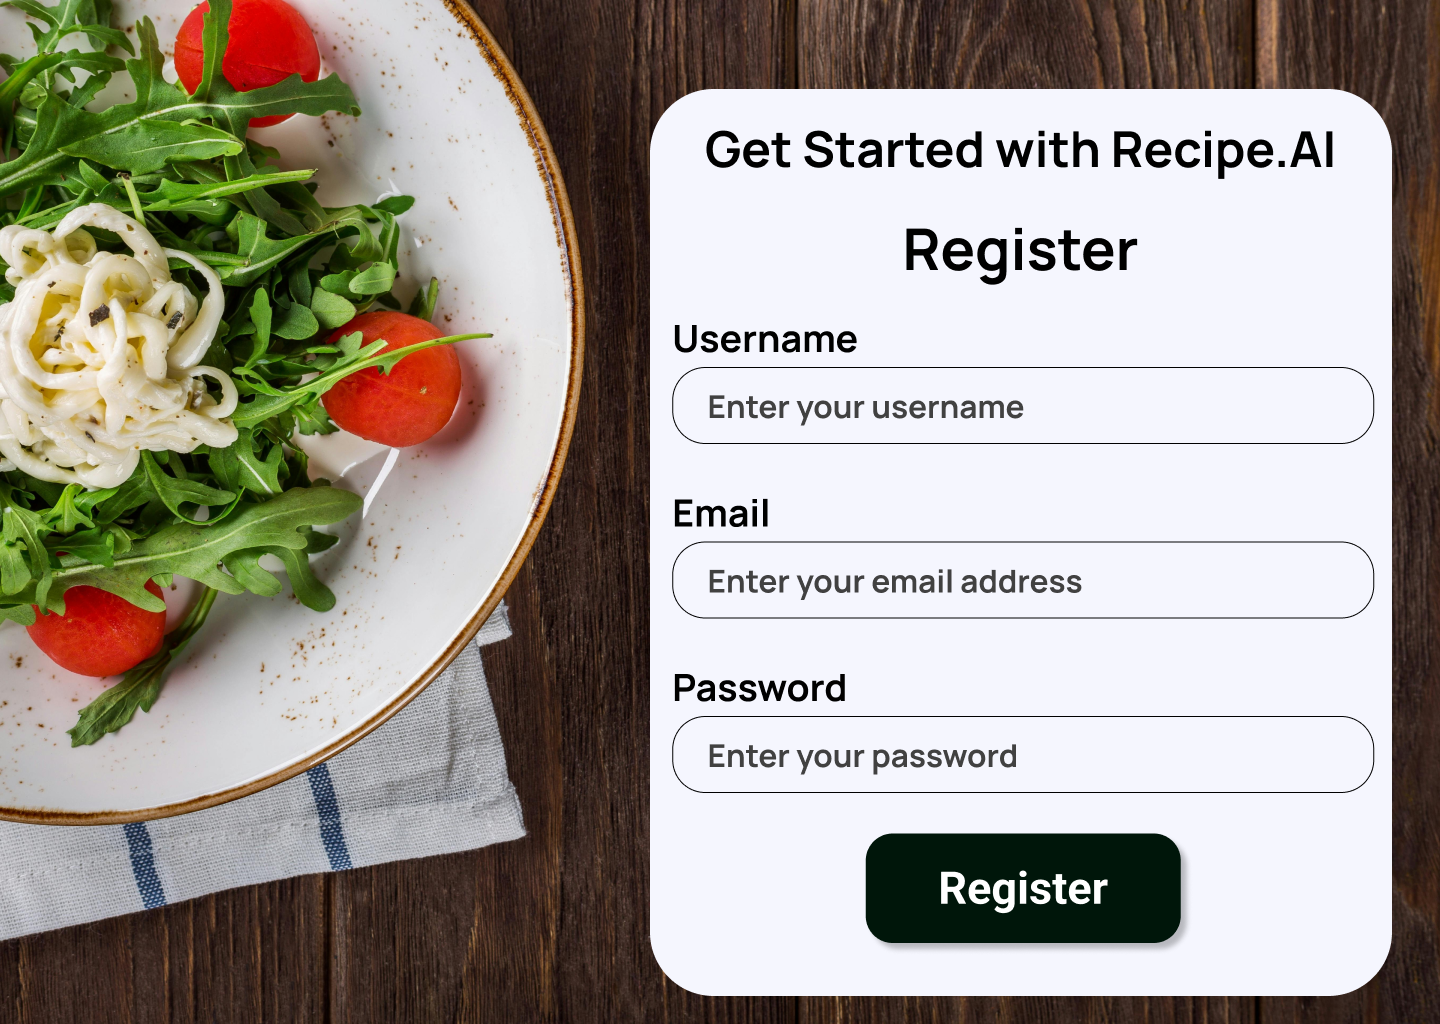 Get Started with Recipe.AI
Register
Username
Enter your username
Email
Enter your email address
Password
Enter your password
Register